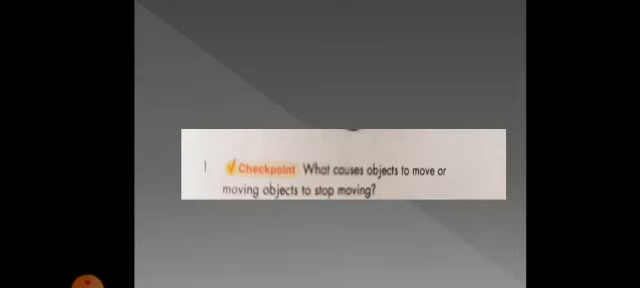 ✓Checkpoint What causes objects to move or
moving objects to stop moving?